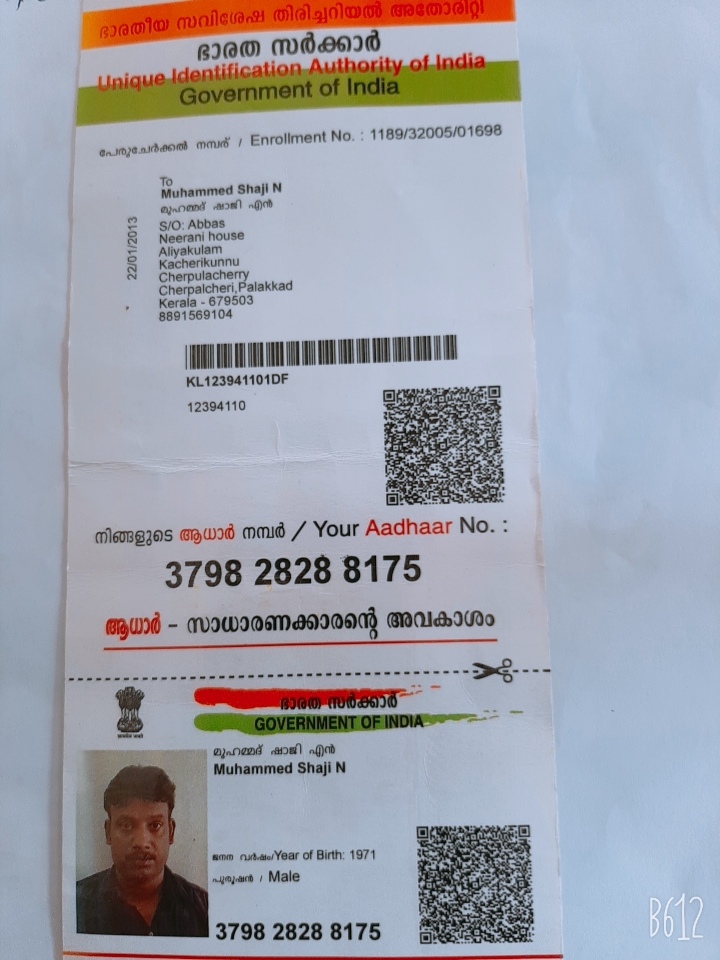 ഭാരതീയ സവിശേഷ തിരിച്ചറിയൽ അതോറിറ്റി
ഭാരത സർക്കാർ
Unique Identification Authority of India
Government of India
പേരുചേർക്കൽ നമ്പര് / Enrollment No. : 1189/32005/01698
22/01/2013
To
Muhammed Shaji N
മുഹമ്മദ് ഷാജി എൻ
S/O: Abbas
Neerani house
Aliyakulam
Kacherikunnu
Cherpulacherry
Cherpalcheri,Palakkad
Kerala - 679503
8891569104
KL123941101DF
12394110
നിങ്ങളുടെ ആധാർ നമ്പർ / Your Aadhaar No. :
3798 2828 8175
ആധാർ – സാധാരണക്കാരന്റെ അവകാശം
ഭാരത സർക്കാർ
GOVERNMENT OF INDIA
മുഹമ്മദ് ഷാജി എൻ
Muhammed Shaji N
ജനന വർഷം/Year of Birth: 1971
പുരുഷൻ / Male
3798 2828 8175
B612